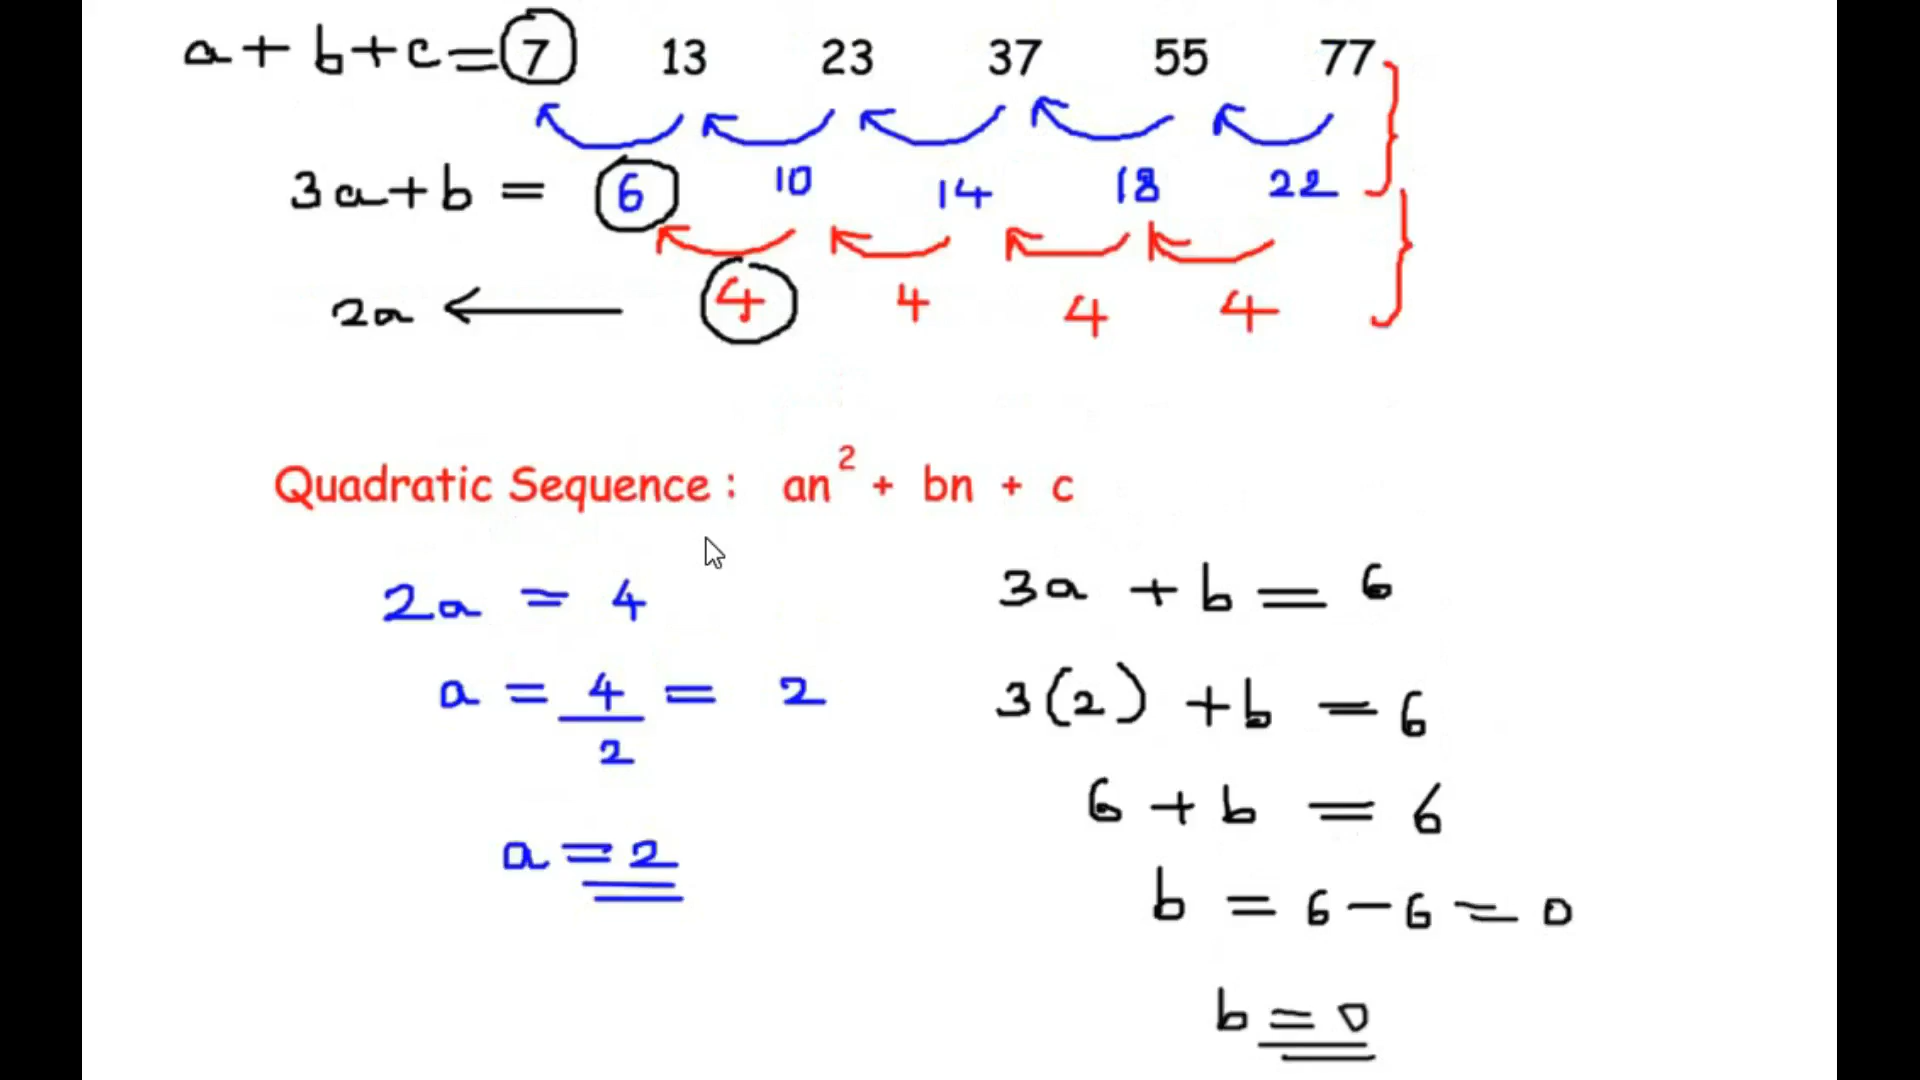 a + b + c = 7 13 23 37 55 77
3a + b = 6 10 14 18 22
2a ← 4 4 4 4
Quadratic Sequence : an² + bn + c
2a = 4
a = 4/2 = 2
a = 2
3a + b = 6
3(2) + b = 6
6 + b = 6
b = 6 - 6 = 0
b = 0